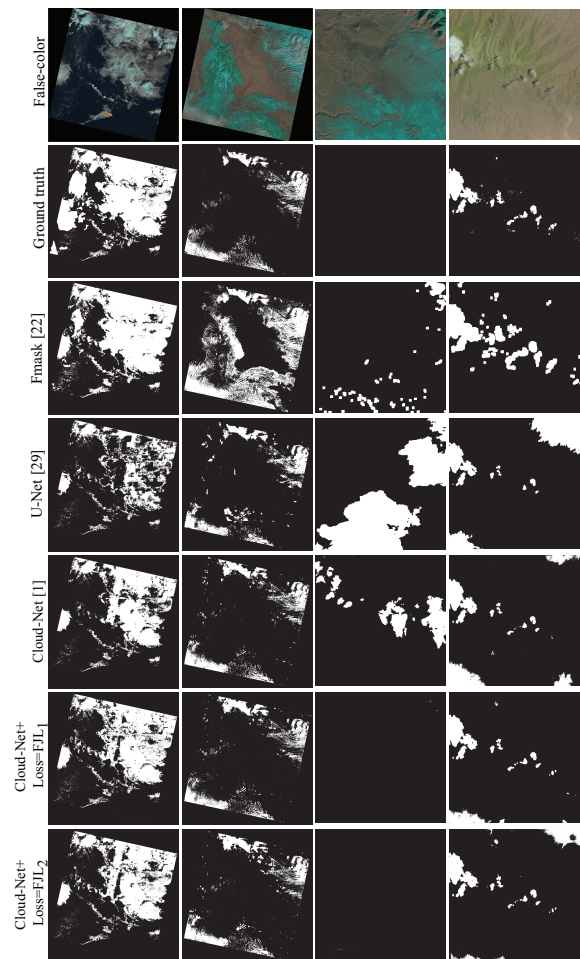 False-color
Ground truth
Fmask [22]
U-Net [29]
Cloud-Net [1]
Cloud-Net+
Loss=FJL1
Cloud-Net+
Loss=FJL2